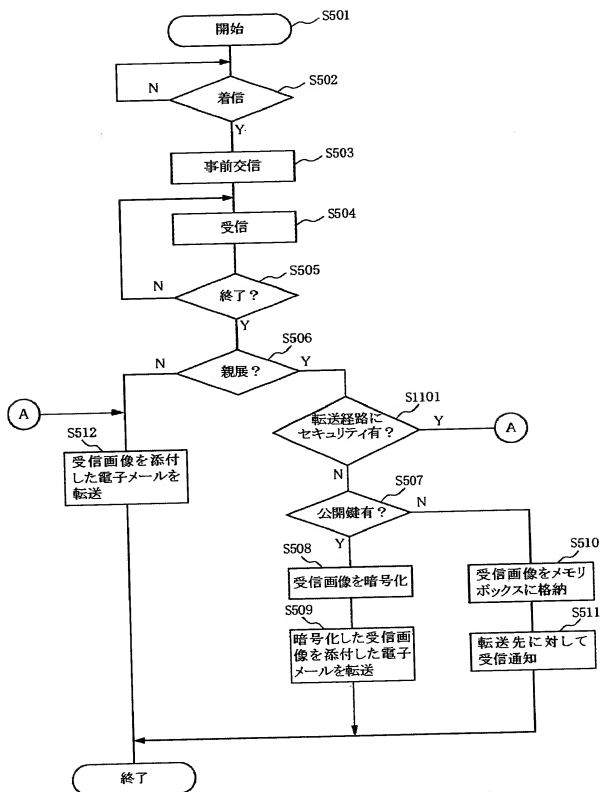 開始
S501
着信
S502
N
Y
事前交信
S503
受信
S504
終了？
S505
N
Y
親展？
S506
N
Y
A
転送経路に
セキュリティ有？
S1101
Y
A
N
S512
受信画像を添付
した電子メールを
転送
公開鍵有？
S507
N
Y
S508
受信画像を暗号化
S510
受信画像をメモリ
ボックスに格納
S509
暗号化した受信画
像を添付した電子
メールを転送
S511
転送先に対して
受信通知
終了